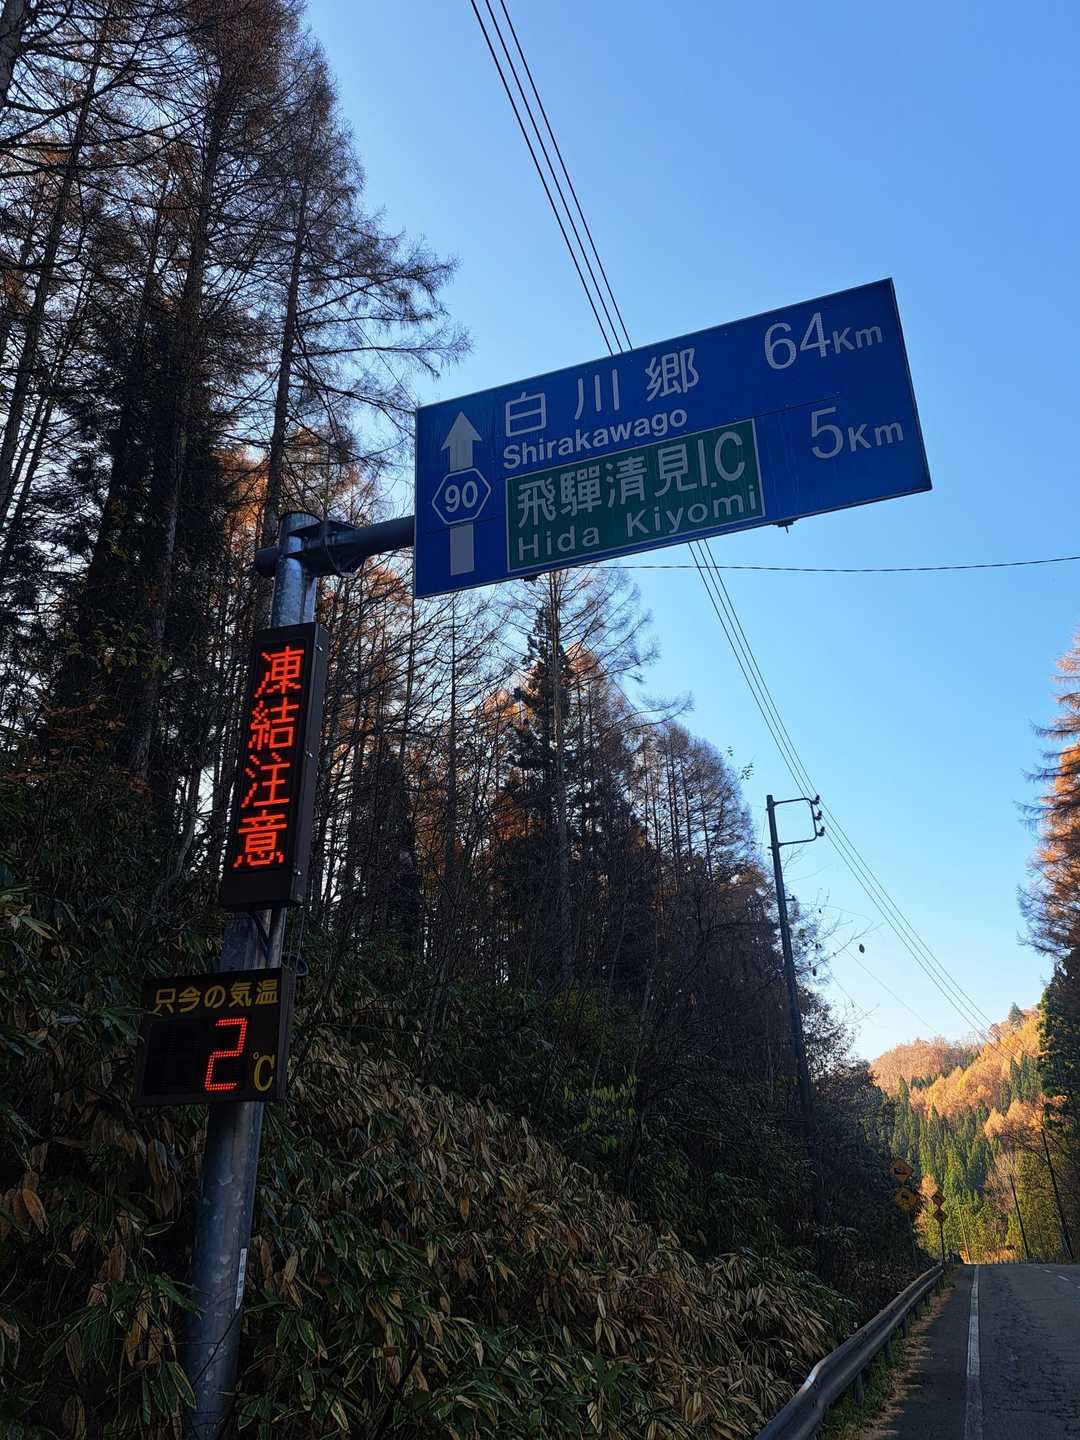 白川郷 64Km
Shirakawago
90
飛騨清見I.C 5Km
Hida Kiyomi
凍結注意
只今の気温
2℃